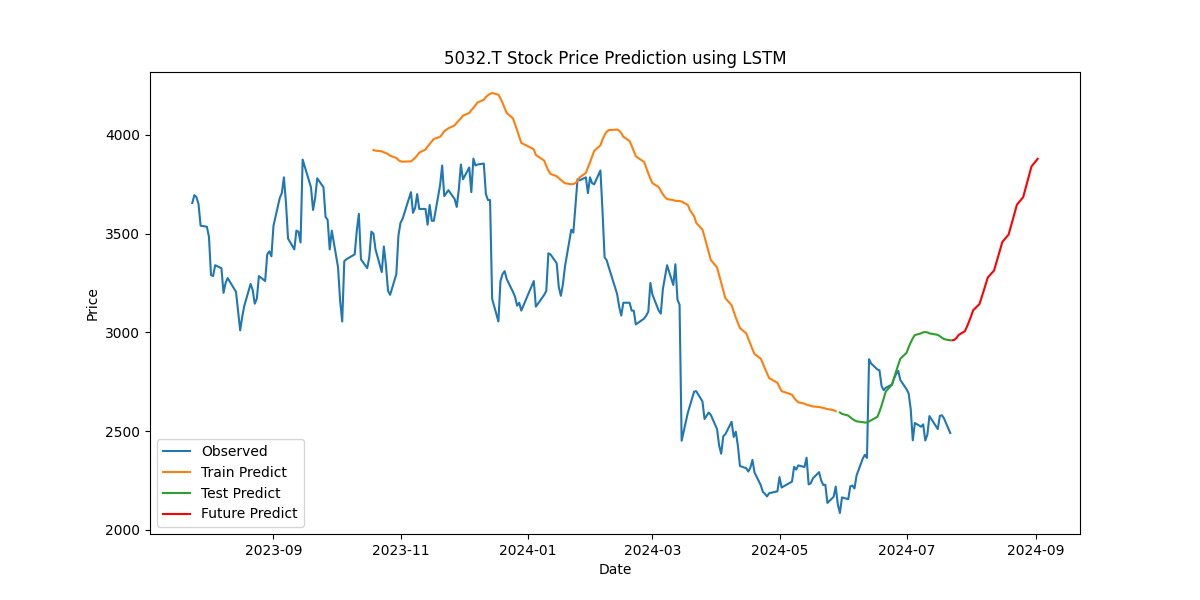 5032.T Stock Price Prediction using LSTM
Price
4000
3500
3000
2500
2000
Observed
Train Predict
Test Predict
Future Predict
2023-09 2023-11 2024-01 2024-03 2024-05 2024-07 2024-09
Date